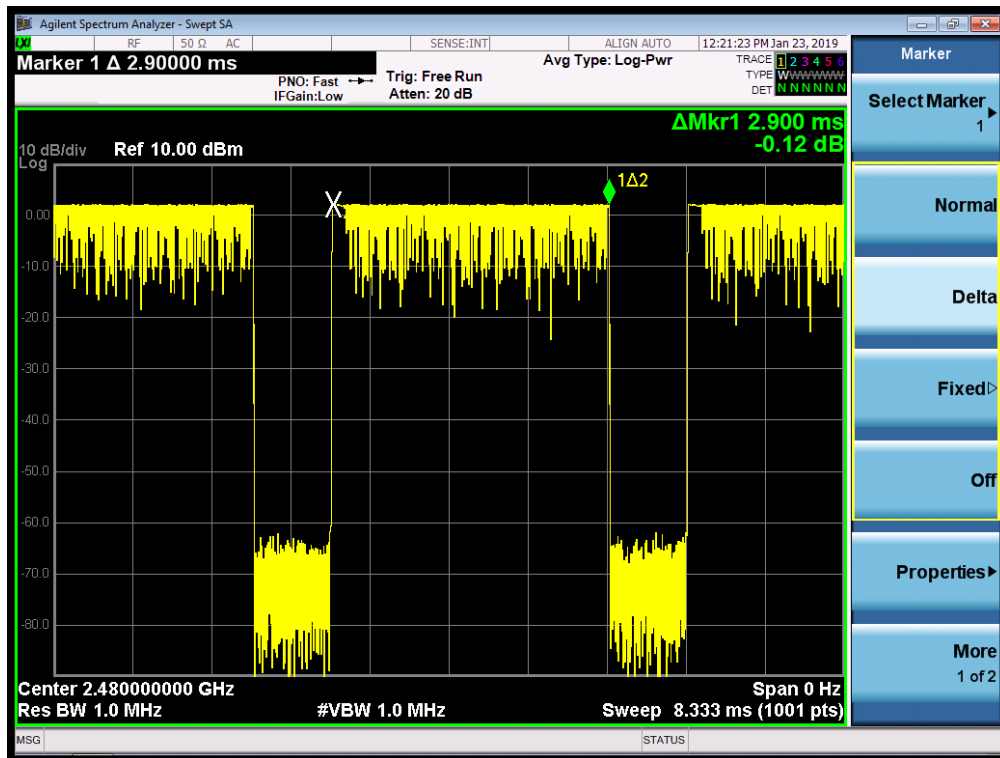 Agilent Spectrum Analyzer - Swept SA
LXI RF 50 Ω AC SENSE:INT ALIGN AUTO 12:21:23 PM Jan 23, 2019
Marker 1 Δ 2.90000 ms
PNO: Fast
IFGain:Low
Trig: Free Run
Atten: 20 dB
Avg Type: Log-Pwr
TRACE 1 2 3 4 5 6
TYPE WWWWWW
DET N N N N N N
ΔMkr1 2.900 ms
-0.12 dB
10 dB/div Ref 10.00 dBm
Log
1Δ2
0.00
-10.0
-20.0
-30.0
-40.0
-50.0
-60.0
-70.0
-80.0
Center 2.480000000 GHz Span 0 Hz
Res BW 1.0 MHz #VBW 1.0 MHz Sweep 8.333 ms (1001 pts)
MSG STATUS
Marker
Select Marker
1
Normal
Delta
Fixed
Off
Properties
More
1 of 2